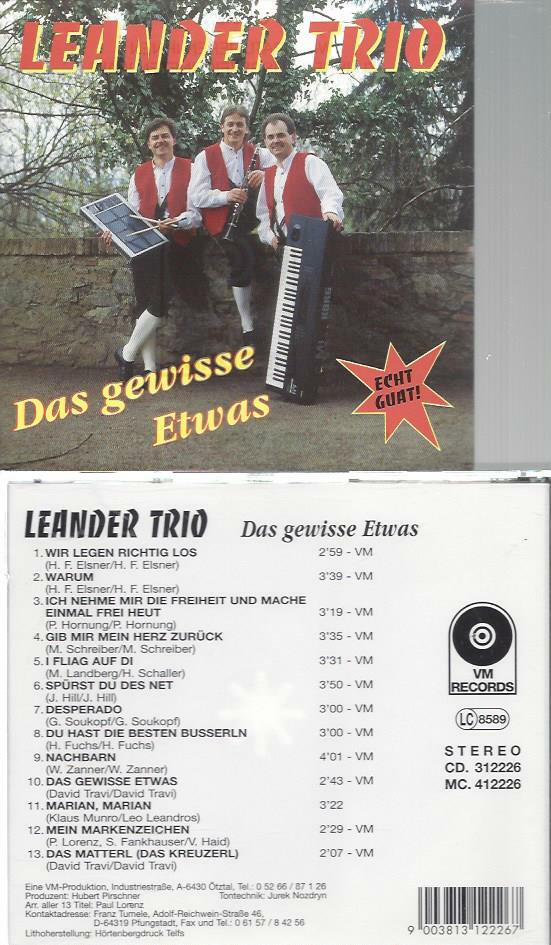 LEANDER TRIO
KORG
Das gewisse
Etwas
ECHT
GUAT!
LEANDER TRIO Das gewisse Etwas
1. WIR LEGEN RICHTIG LOS 2'59 - VM
(H. F. Elsner/H. F. Elsner)
2. WARUM 3'39 - VM
(H. F. Elsner/H. F. Elsner)
3. ICH NEHME MIR DIE FREIHEIT UND MACHE
EINMAL FREI HEUT 3'19 - VM
(P. Hornung/P. Hornung)
4. GIB MIR MEIN HERZ ZURÜCK 3'35 - VM
(M. Schreiber/M. Schreiber)
5. I FLIAG AUF DI 3'31 - VM
(M. Landberg/H. Schaller)
6. SPÜRST DU DES NET 3'50 - VM
(J. Hill/J. Hill)
7. DESPERADO 3'00 - VM
(G. Soukopf/G. Soukopf)
8. DU HAST DIE BESTEN BUSSERLN 3'00 - VM
(H. Fuchs/H. Fuchs)
9. NACHBARN 4'01 - VM
(W. Zanner/W. Zanner)
10. DAS GEWISSE ETWAS 2'43 - VM
(David Travi/David Travi)
11. MARIAN, MARIAN 3'22
(Klaus Munro/Leo Leandros)
12. MEIN MARKENZEICHEN 2'29 - VM
(P. Lorenz, S. Fankhauser/V. Haid)
13. DAS MATTERL (DAS KREUZERL) 2'07 - VM
(David Travi/David Travi)
VM
RECORDS
LC 8589
STEREO
CD. 312226
MC. 412226
Eine VM-Produktion, Industriestraße, A-6430 Ötztal, Tel.: 0 52 66 / 87 1 26
Produzent: Hubert Pirschner Tontechnik: Jurek Nozdryn
Arr. aller 13 Titel: Paul Lorenz
Kontaktadresse: Franz Tumele, Adolf-Reichwein-Straße 46,
D-64319 Pfungstadt, Fax und Tel.: 0 61 57 / 8 42 56
Lithoherstellung: Hörtenbergdruck Telfs
9 003813 122267